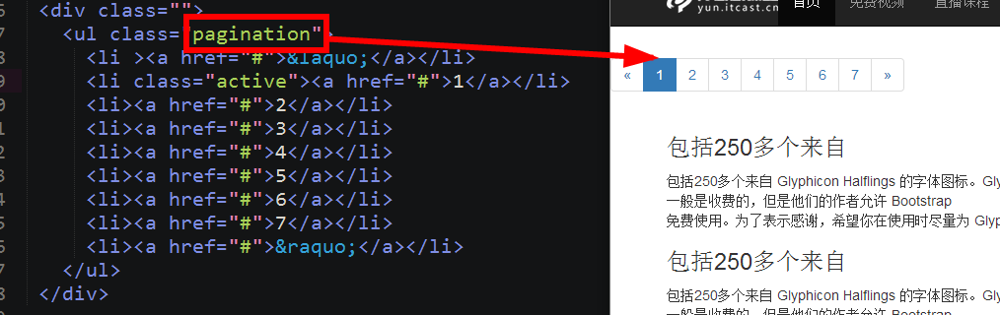 <div class="">
<ul class="pagination">
<li ><a href="#">&laquo;</a></li>
<li class="active"><a href="#">1</a></li>
<li><a href="#">2</a></li>
<li><a href="#">3</a></li>
<li><a href="#">4</a></li>
<li><a href="#">5</a></li>
<li><a href="#">6</a></li>
<li><a href="#">7</a></li>
<li><a href="#">&raquo;</a></li>
</ul>
</div>
yun.itcast.cn 首页 免费视频 直播课程
« 1 2 3 4 5 6 7 »
包括250多个来自
包括250多个来自 Glyphicon Halflings 的字体图标。Gly
一般是收费的，但是他们的作者允许 Bootstrap
免费使用。为了表示感谢，希望你在使用时尽量为 Glyp
包括250多个来自
包括250多个来自 Glyphicon Halflings 的字体图标。Gly
一般是收费的，但是他们的作者允许 Bootstrap